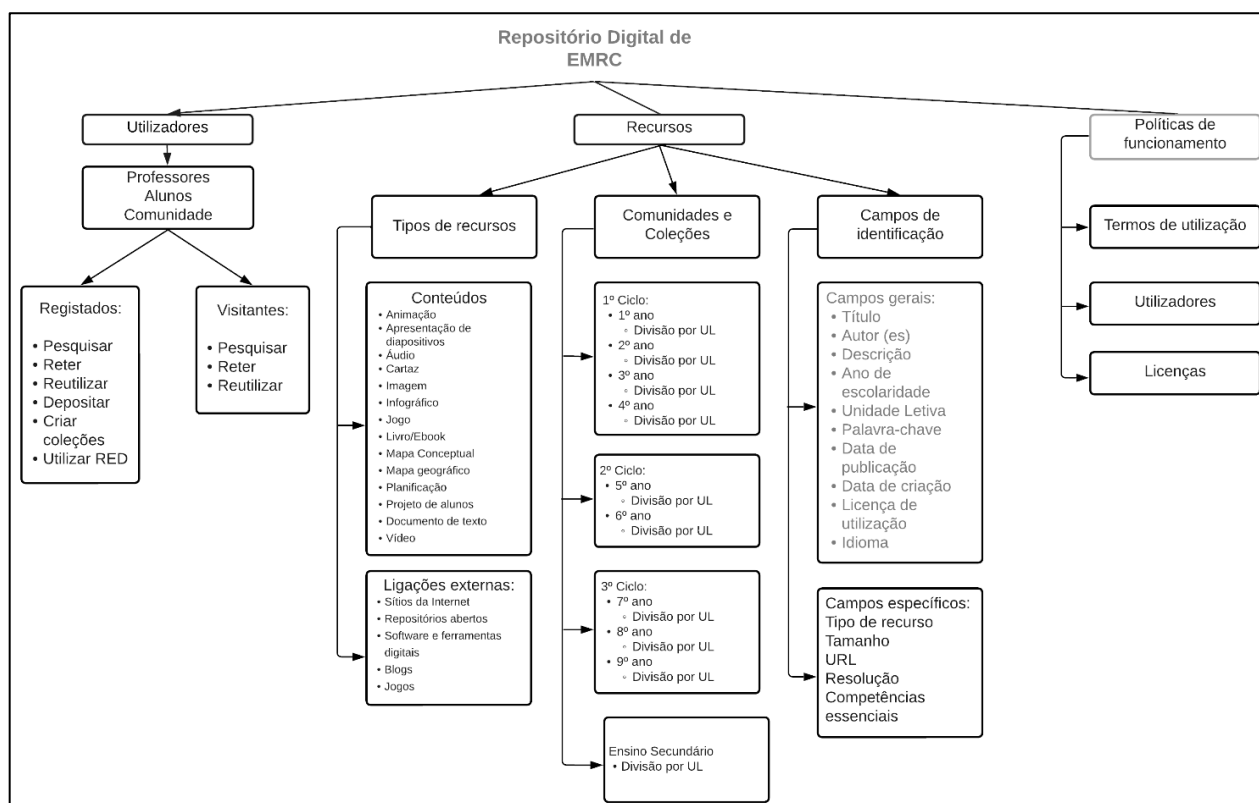 Repositório Digital de
EMRC
Utilizadores
Recursos
Políticas de
funcionamento
Professores
Alunos
Comunidade
Tipos de recursos
Comunidades e
Coleções
Campos de
identificação
Termos de utilização
Utilizadores
Licenças
Registados:
• Pesquisar
• Reter
• Reutilizar
• Depositar
• Criar
coleções
• Utilizar RED
Visitantes:
• Pesquisar
• Reter
• Reutilizar
Conteúdos
• Animação
• Apresentação de
diapositivos
• Áudio
• Cartaz
• Imagem
• Infográfico
• Jogo
• Livro/Ebook
• Mapa Conceptual
• Mapa geográfico
• Planificação
• Projeto de alunos
• Documento de texto
• Vídeo
Ligações externas:
• Sítios da Internet
• Repositórios abertos
• Software e ferramentas
digitais
• Blogs
• Jogos
1º Ciclo:
• 1º ano
◦ Divisão por UL
• 2º ano
◦ Divisão por UL
• 3º ano
◦ Divisão por UL
• 4º ano
◦ Divisão por UL
2º Ciclo:
• 5º ano
◦ Divisão por UL
• 6º ano
◦ Divisão por UL
3º Ciclo:
• 7º ano
◦ Divisão por UL
• 8º ano
◦ Divisão por UL
• 9º ano
◦ Divisão por UL
Ensino Secundário
• Divisão por UL
Campos gerais:
• Título
• Autor (es)
• Descrição
• Ano de
escolaridade
• Unidade Letiva
• Palavra-chave
• Data de
publicação
• Data de criação
• Licença de
utilização
• Idioma
Campos específicos:
Tipo de recurso
Tamanho
URL
Resolução
Competências
essenciais